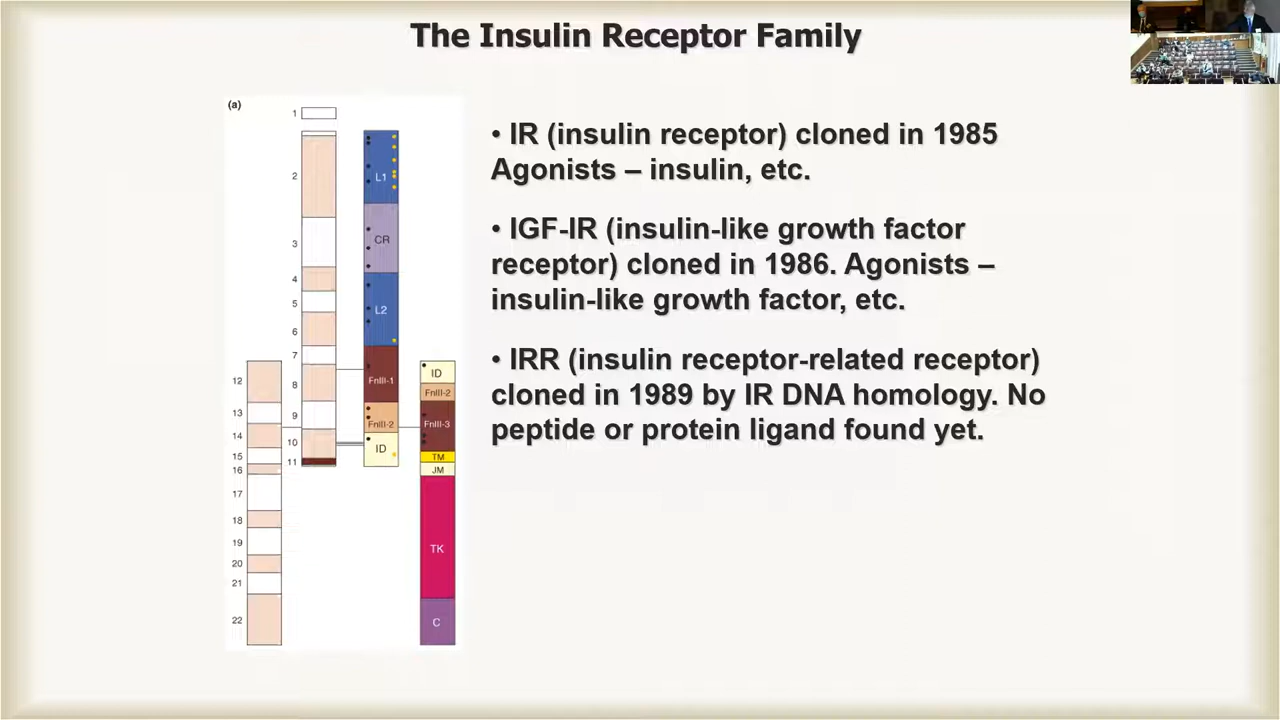 The Insulin Receptor Family
(a)
1
2
3
4
5
6
7
8
9
10
11
12
13
14
15
16
17
18
19
20
21
22
L1
CR
L2
FnIII-1
FnIII-2
ID
ID
FnIII-2
FnIII-3
TM
JM
TK
C
• IR (insulin receptor) cloned in 1985
Agonists – insulin, etc.
• IGF-IR (insulin-like growth factor
receptor) cloned in 1986. Agonists –
insulin-like growth factor, etc.
• IRR (insulin receptor-related receptor)
cloned in 1989 by IR DNA homology. No
peptide or protein ligand found yet.